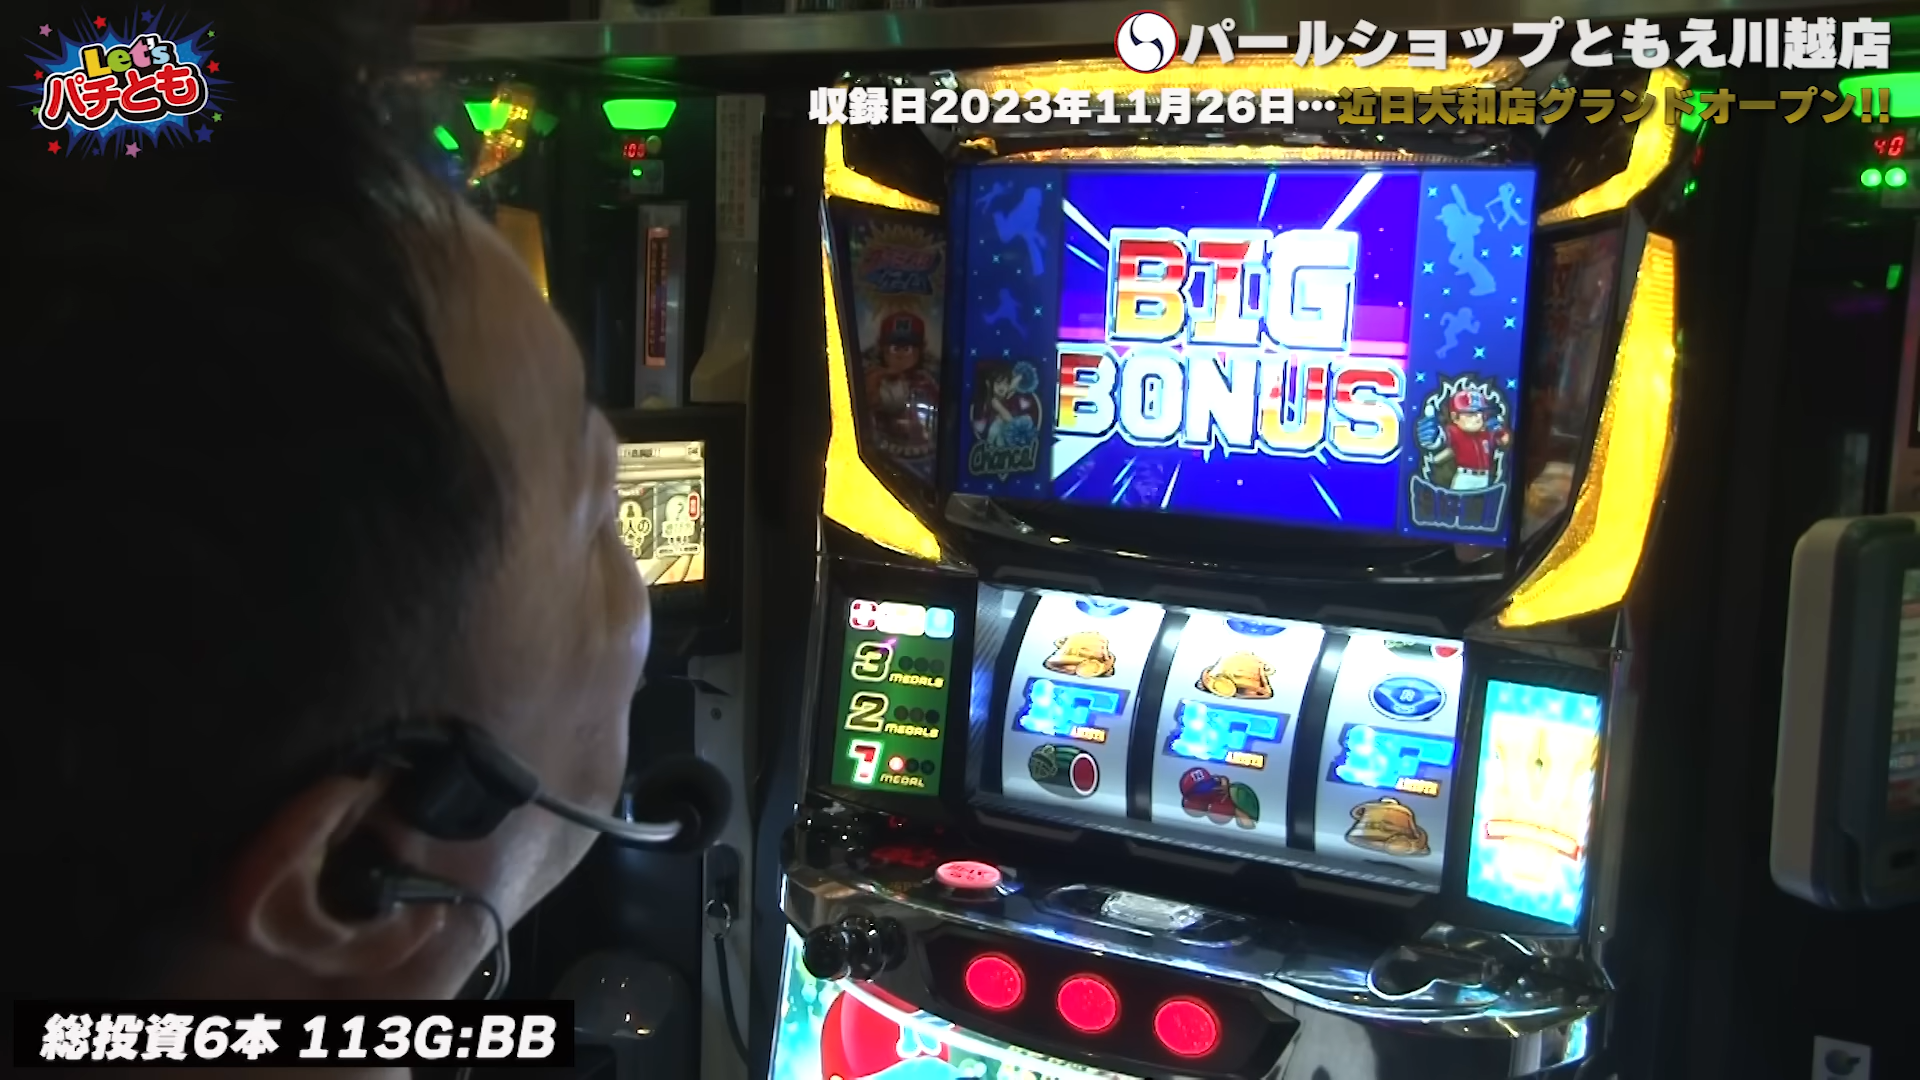 Let's
パチとも
パールショップともえ川越店
収録日2023年11月26日…近日大和店グランドオープン!!
100
40
BIG
BONUS
Chance!
3 MEDALS
2 MEDALS
1 MEDAL
総投資6本 113G:BB